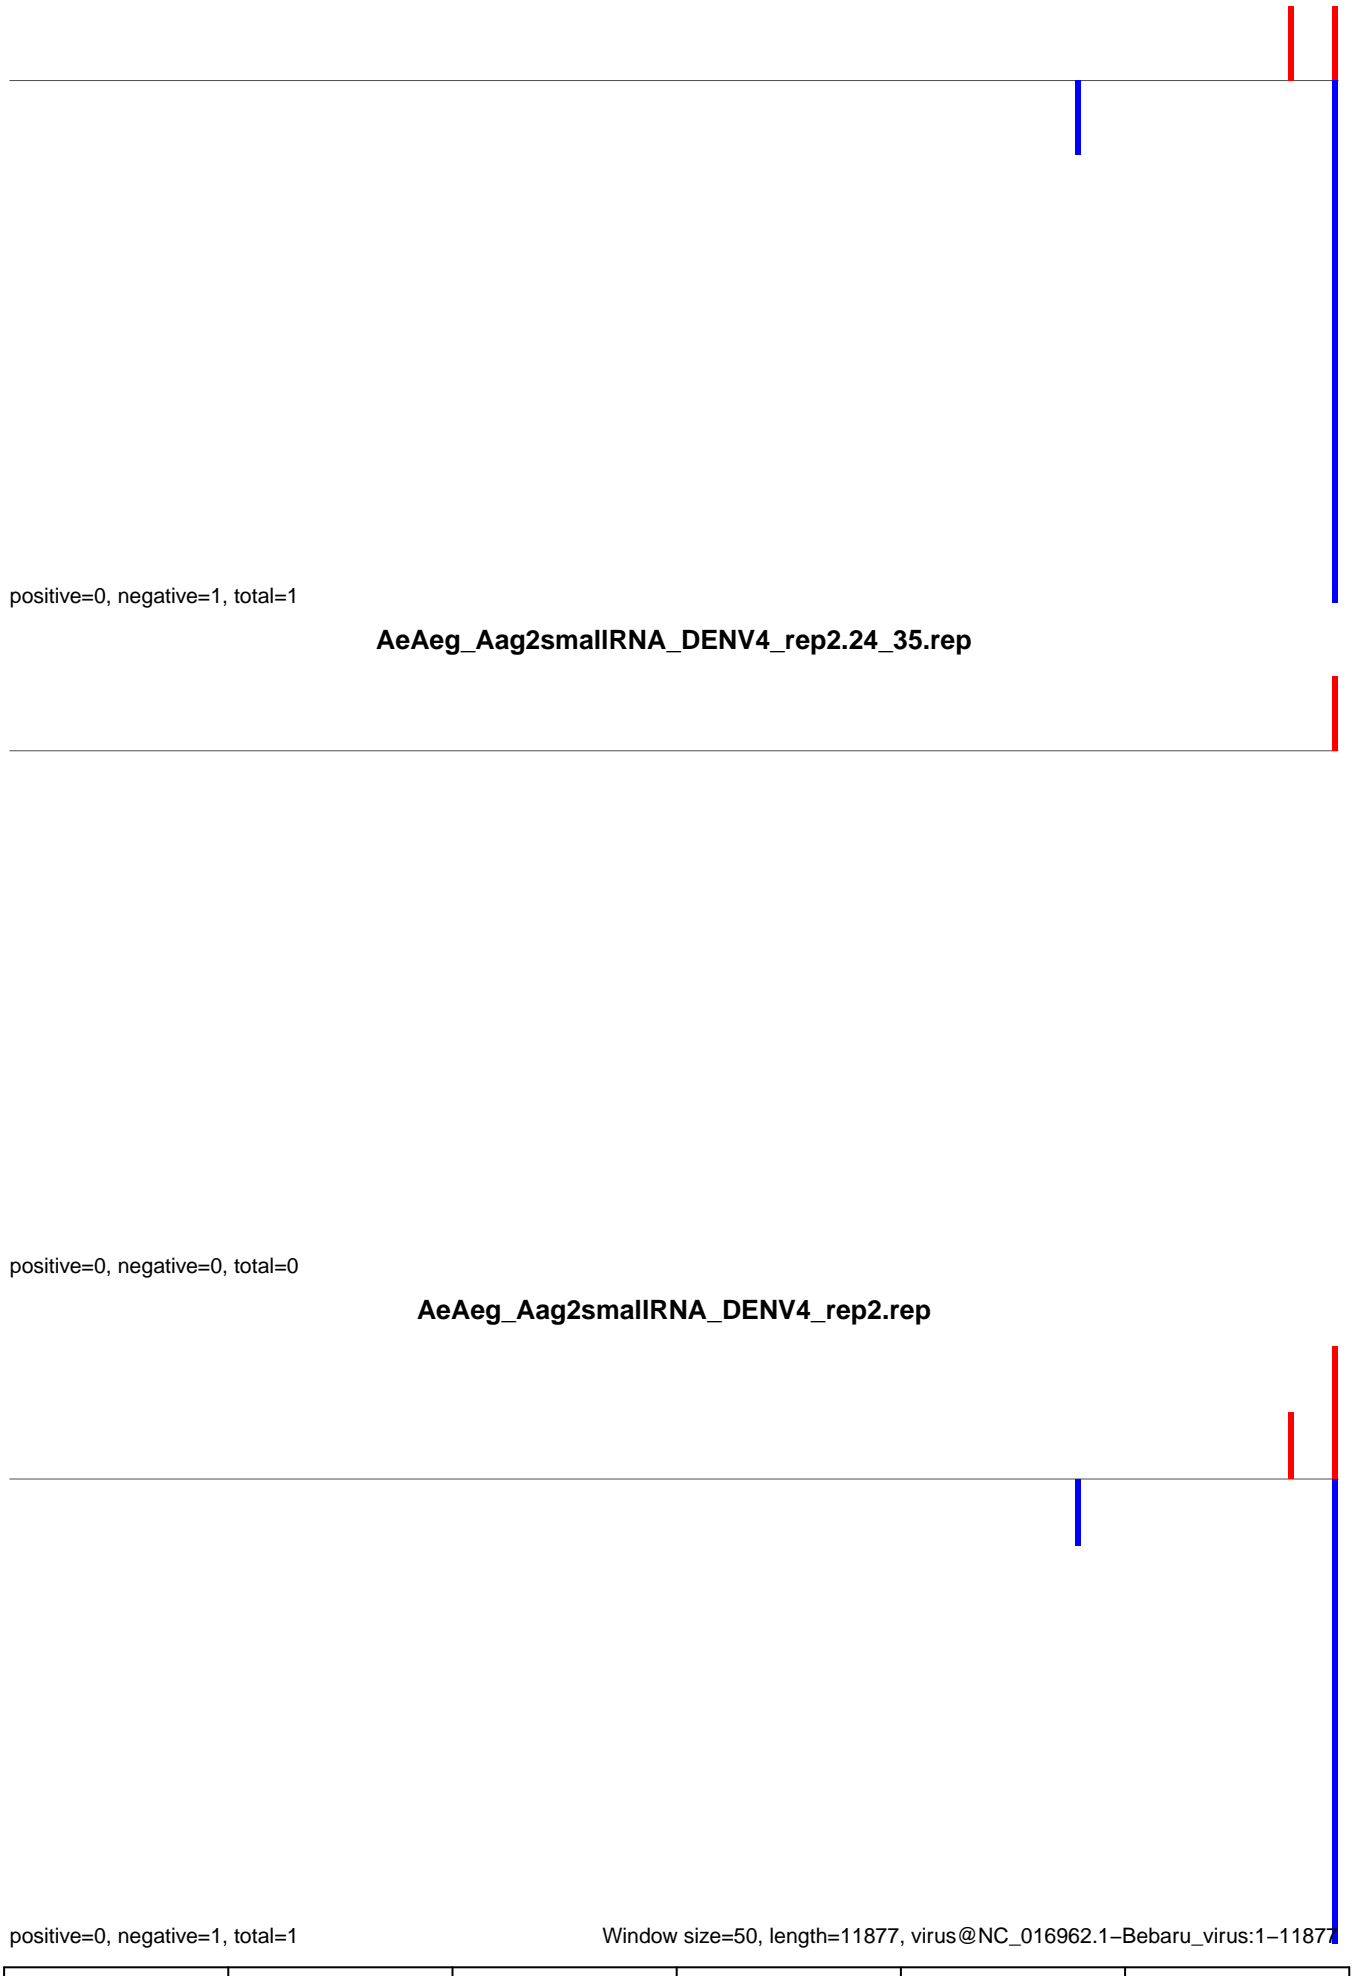 positive=0, negative=1, total=1
AeAeg_Aag2smallRNA_DENV4_rep2.24_35.rep
positive=0, negative=0, total=0
AeAeg_Aag2smallRNA_DENV4_rep2.rep
positive=0, negative=1, total=1
Window size=50, length=11877, virus@NC_016962.1−Bebaru_virus:1−11877